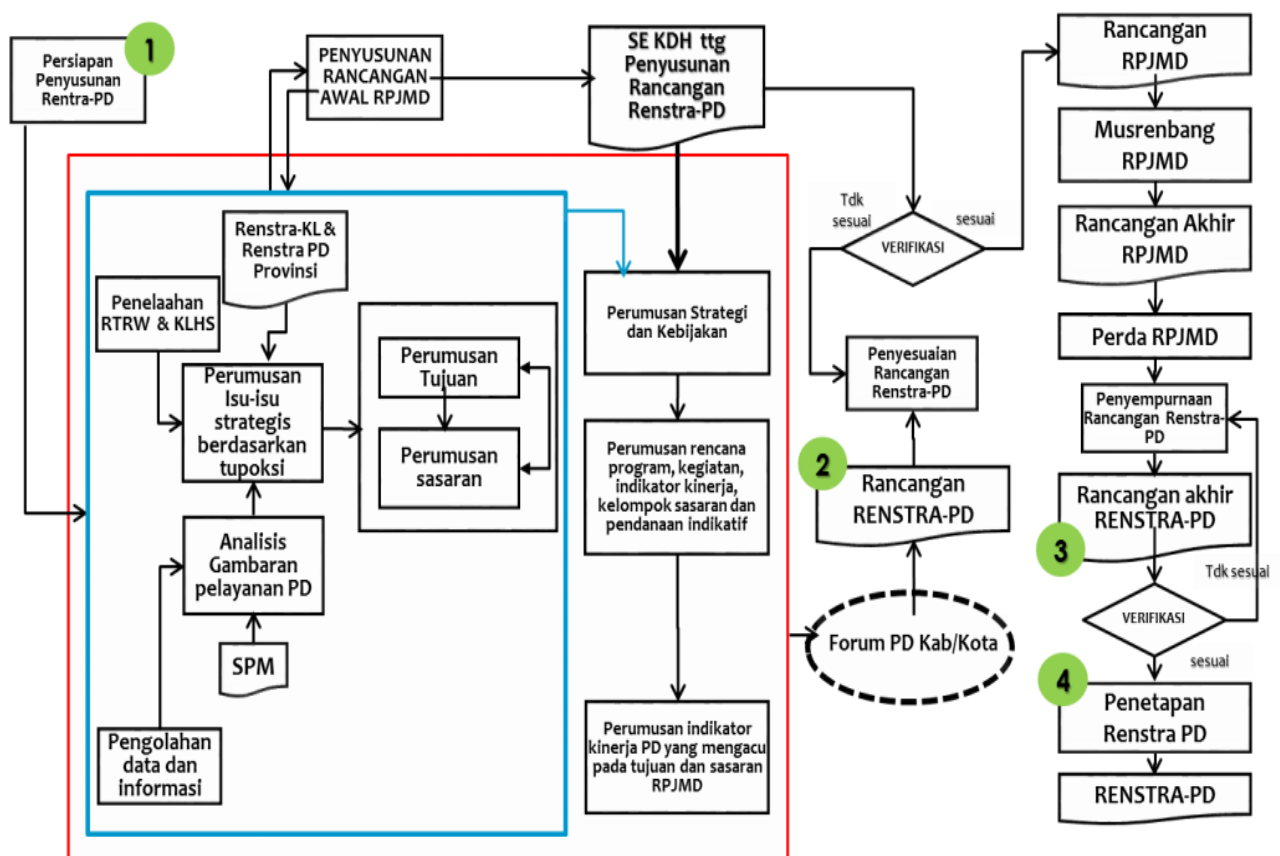 1
Persiapan
Penyusunan
Rentra-PD
PENYUSUNAN
RANCANGAN
AWAL RPJMD
SE KDH ttg
Penyusunan
Rancangan
Renstra-PD
Renstra-KL &
Renstra PD
Provinsi
Penelaahan
RTRW & KLHS
Perumusan
Isu-isu
strategis
berdasarkan
tupoksi
Perumusan
Tujuan
Perumusan
sasaran
Analisis
Gambaran
pelayanan PD
SPM
Pengolahan
data dan
informasi
Perumusan Strategi
dan Kebijakan
Perumusan rencana
program, kegiatan,
indikator kinerja,
kelompok sasaran dan
pendanaan indikatif
Perumusan indikator
kinerja PD yang mengacu
pada tujuan dan sasaran
RPJMD
Forum PD Kab/Kota
2
Rancangan
RENSTRA-PD
Penyesuaian
Rancangan
Renstra-PD
Tdk
sesuai
VERIFIKASI
sesuai
Rancangan
RPJMD
Musrenbang
RPJMD
Rancangan Akhir
RPJMD
Perda RPJMD
Penyempurnaan
Rancangan Renstra-
PD
Rancangan akhir
RENSTRA-PD
3
Tdk sesuai
VERIFIKASI
sesuai
4
Penetapan
Renstra PD
RENSTRA-PD